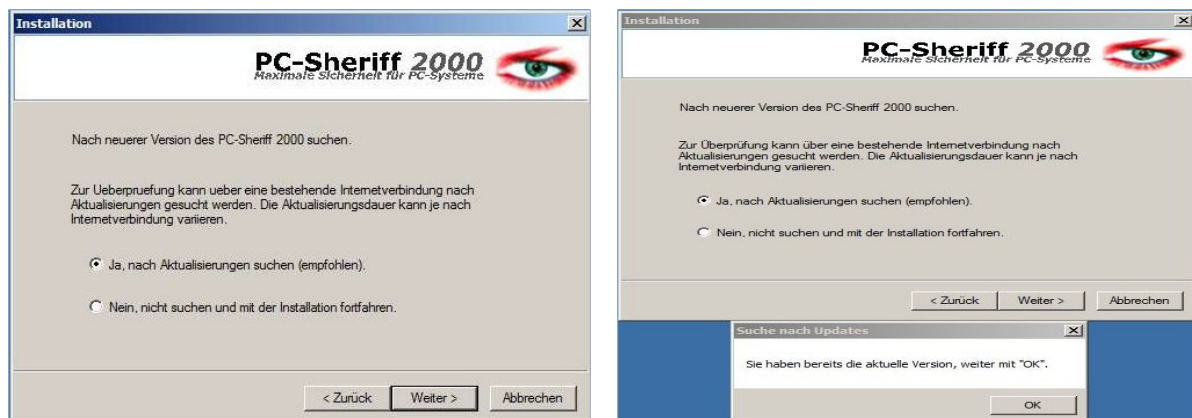 Installation
PC-Sheriff 2000
Maximale Sicherheit für PC-Systeme
Nach neuerer Version des PC-Sheriff 2000 suchen.
Zur Ueberpruefung kann ueber eine bestehende Internetverbindung nach
Aktualisierungen gesucht werden. Die Aktualisierungsdauer kann je nach
Internetverbindung variieren.
Ja, nach Aktualisierungen suchen (empfohlen).
Nein, nicht suchen und mit der Installation fortfahren.
< Zurück Weiter > Abbrechen
Installation
PC-Sheriff 2000
Maximale Sicherheit für PC-Systeme
Nach neuerer Version des PC-Sheriff 2000 suchen.
Zur Überprüfung kann über eine bestehende Internetverbindung nach
Aktualisierungen gesucht werden. Die Aktualisierungsdauer kann je nach
Internetverbindung variieren.
Ja, nach Aktualisierungen suchen (empfohlen).
Nein, nicht suchen und mit der Installation fortfahren.
< Zurück Weiter > Abbrechen
Suche nach Updates
Sie haben bereits die aktuelle Version, weiter mit "OK".
OK